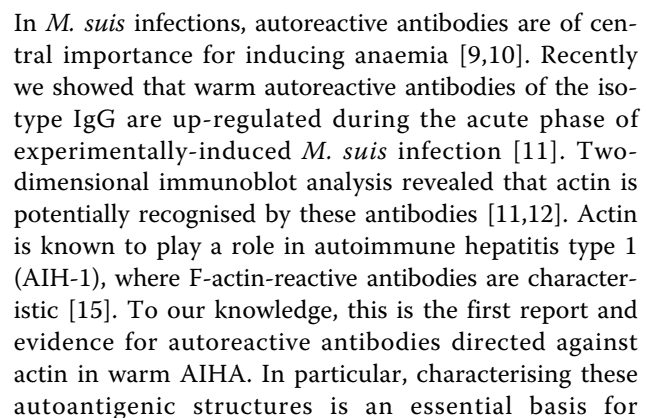 In M. suis infections, autoreactive antibodies are of cen-
tral importance for inducing anaemia [9,10]. Recently
we showed that warm autoreactive antibodies of the iso-
type IgG are up-regulated during the acute phase of
experimentally-induced M. suis infection [11]. Two-
dimensional immunoblot analysis revealed that actin is
potentially recognised by these antibodies [11,12]. Actin
is known to play a role in autoimmune hepatitis type 1
(AIH-1), where F-actin-reactive antibodies are character-
istic [15]. To our knowledge, this is the first report and
evidence for autoreactive antibodies directed against
actin in warm AIHA. In particular, characterising these
autoantigenic structures is an essential basis for